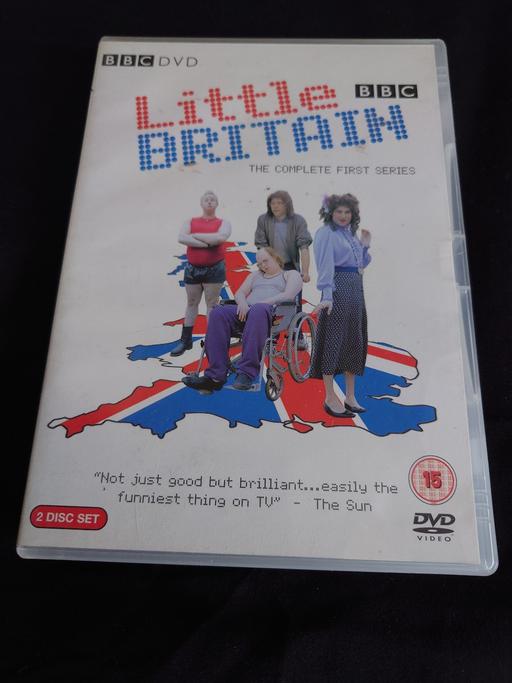 BBC DVD
Little BBC
BRITAIN
THE COMPLETE FIRST SERIES
"Not just good but brilliant...easily the
funniest thing on TV" - The Sun
15
2 DISC SET
DVD
VIDEO